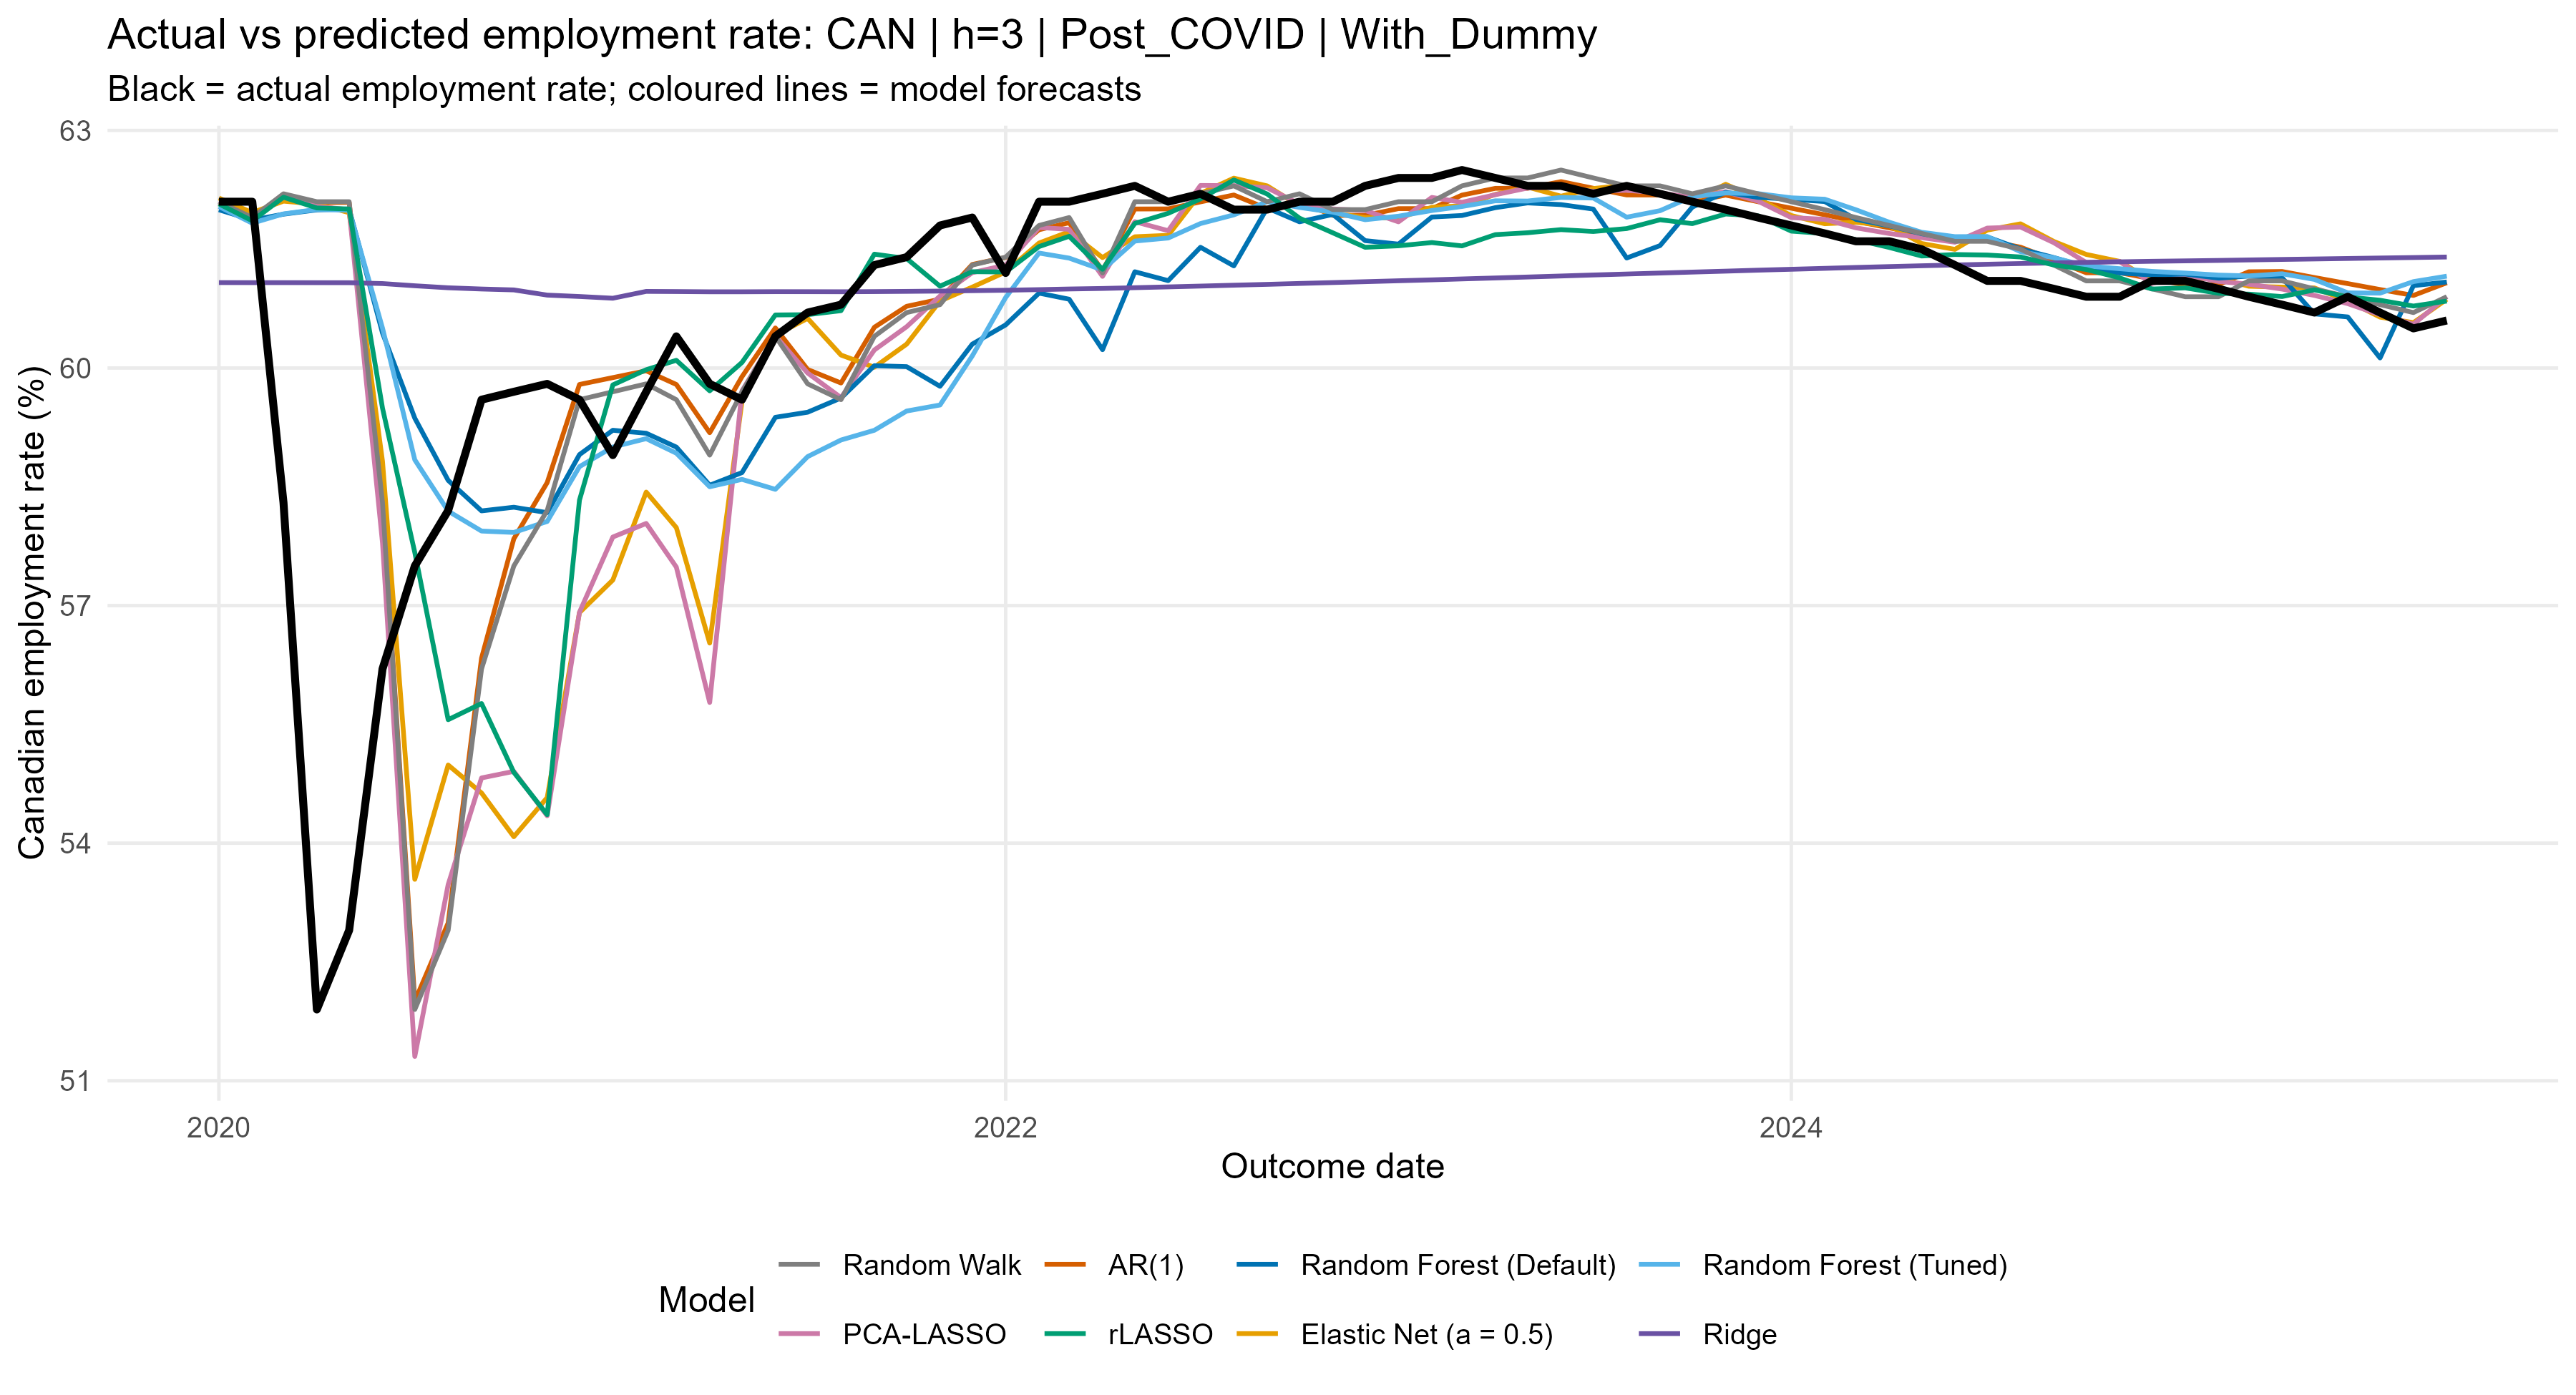 Actual vs predicted employment rate: CAN | h=3 | Post_COVID | With_Dummy
Black = actual employment rate; coloured lines = model forecasts
Canadian employment rate (%)
63
60
57
54
51
2020 2022 2024
Outcome date
Model
Random Walk AR(1) Random Forest (Default) Random Forest (Tuned)
PCA-LASSO rLASSO Elastic Net (a = 0.5) Ridge